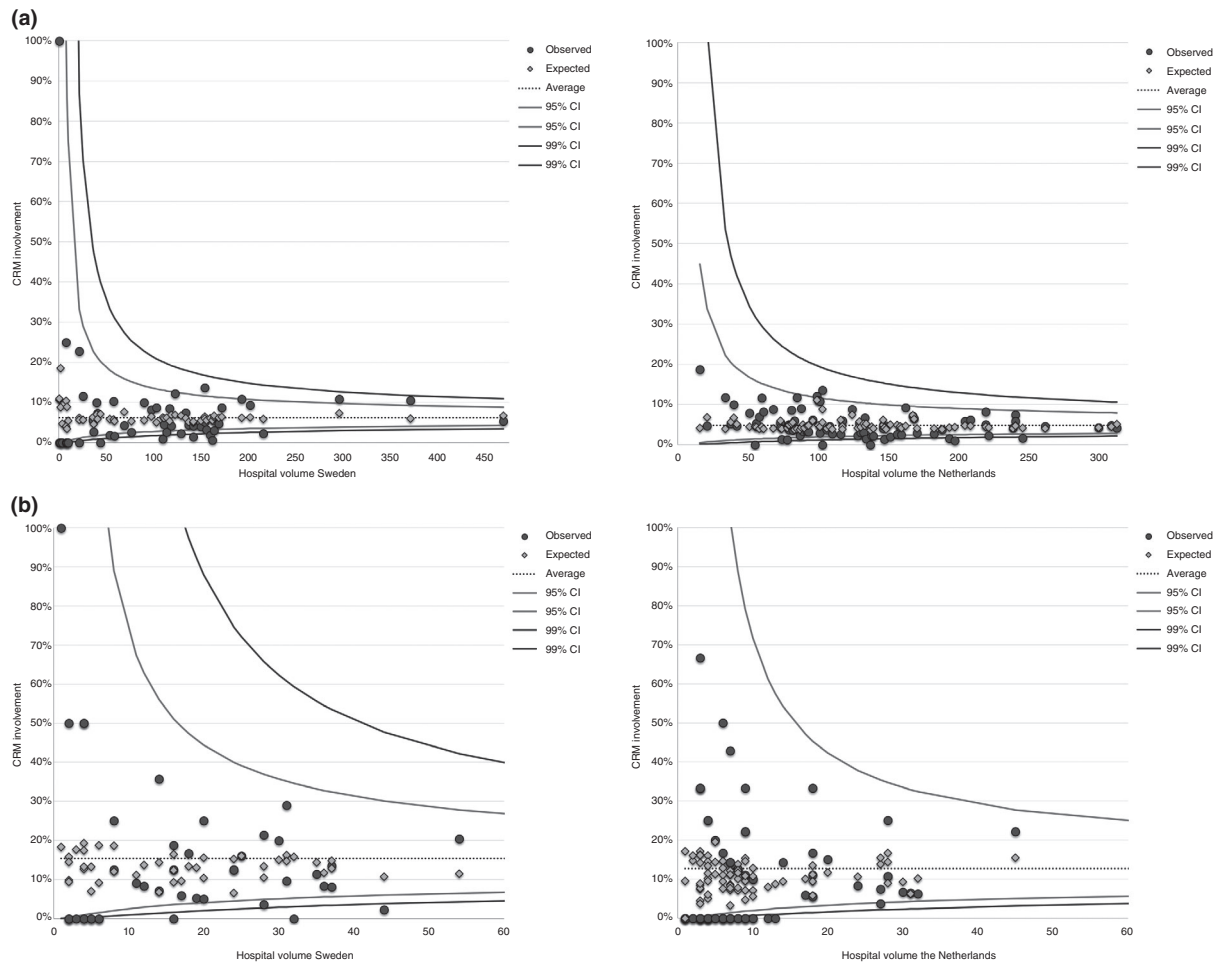 (a)
100%
90%
80%
70%
60%
50%
40%
30%
20%
10%
0%
CRM involvement
0 50 100 150 200 250 300 350 400 450
Hospital volume Sweden
Observed
Expected
Average
95% CI
95% CI
99% CI
99% CI
100%
90%
80%
70%
60%
50%
40%
30%
20%
10%
0%
CRM involvement
0 50 100 150 200 250 300
Hospital volume the Netherlands
Observed
Expected
Average
95% CI
95% CI
99% CI
99% CI
(b)
100%
90%
80%
70%
60%
50%
40%
30%
20%
10%
0%
CRM involvement
0 10 20 30 40 50 60
Hospital volume Sweden
Observed
Expected
Average
95% CI
95% CI
99% CI
99% CI
100%
90%
80%
70%
60%
50%
40%
30%
20%
10%
0%
CRM involvement
0 10 20 30 40 50 60
Hospital volume the Netherlands
Observed
Expected
Average
95% CI
95% CI
99% CI
99% CI